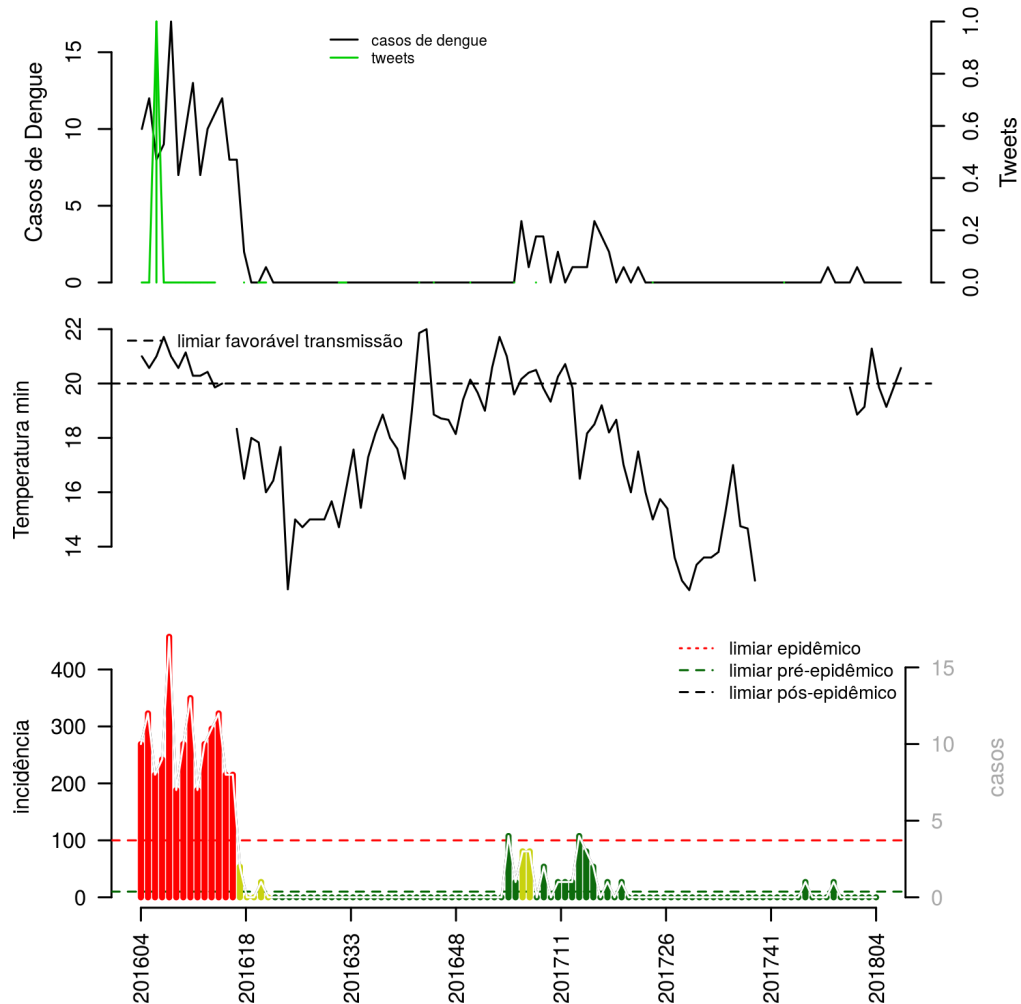 casos de dengue
tweets
Casos de Dengue
0
5
10
15
Tweets
0.0
0.2
0.4
0.6
0.8
1.0
limiar favorável transmissão
Temperatura min
14
16
18
20
22
limiar epidêmico
limiar pré-epidêmico
limiar pós-epidêmico
incidência
0
100
200
300
400
casos
0
5
10
15
201604
201618
201633
201648
201711
201726
201741
201804